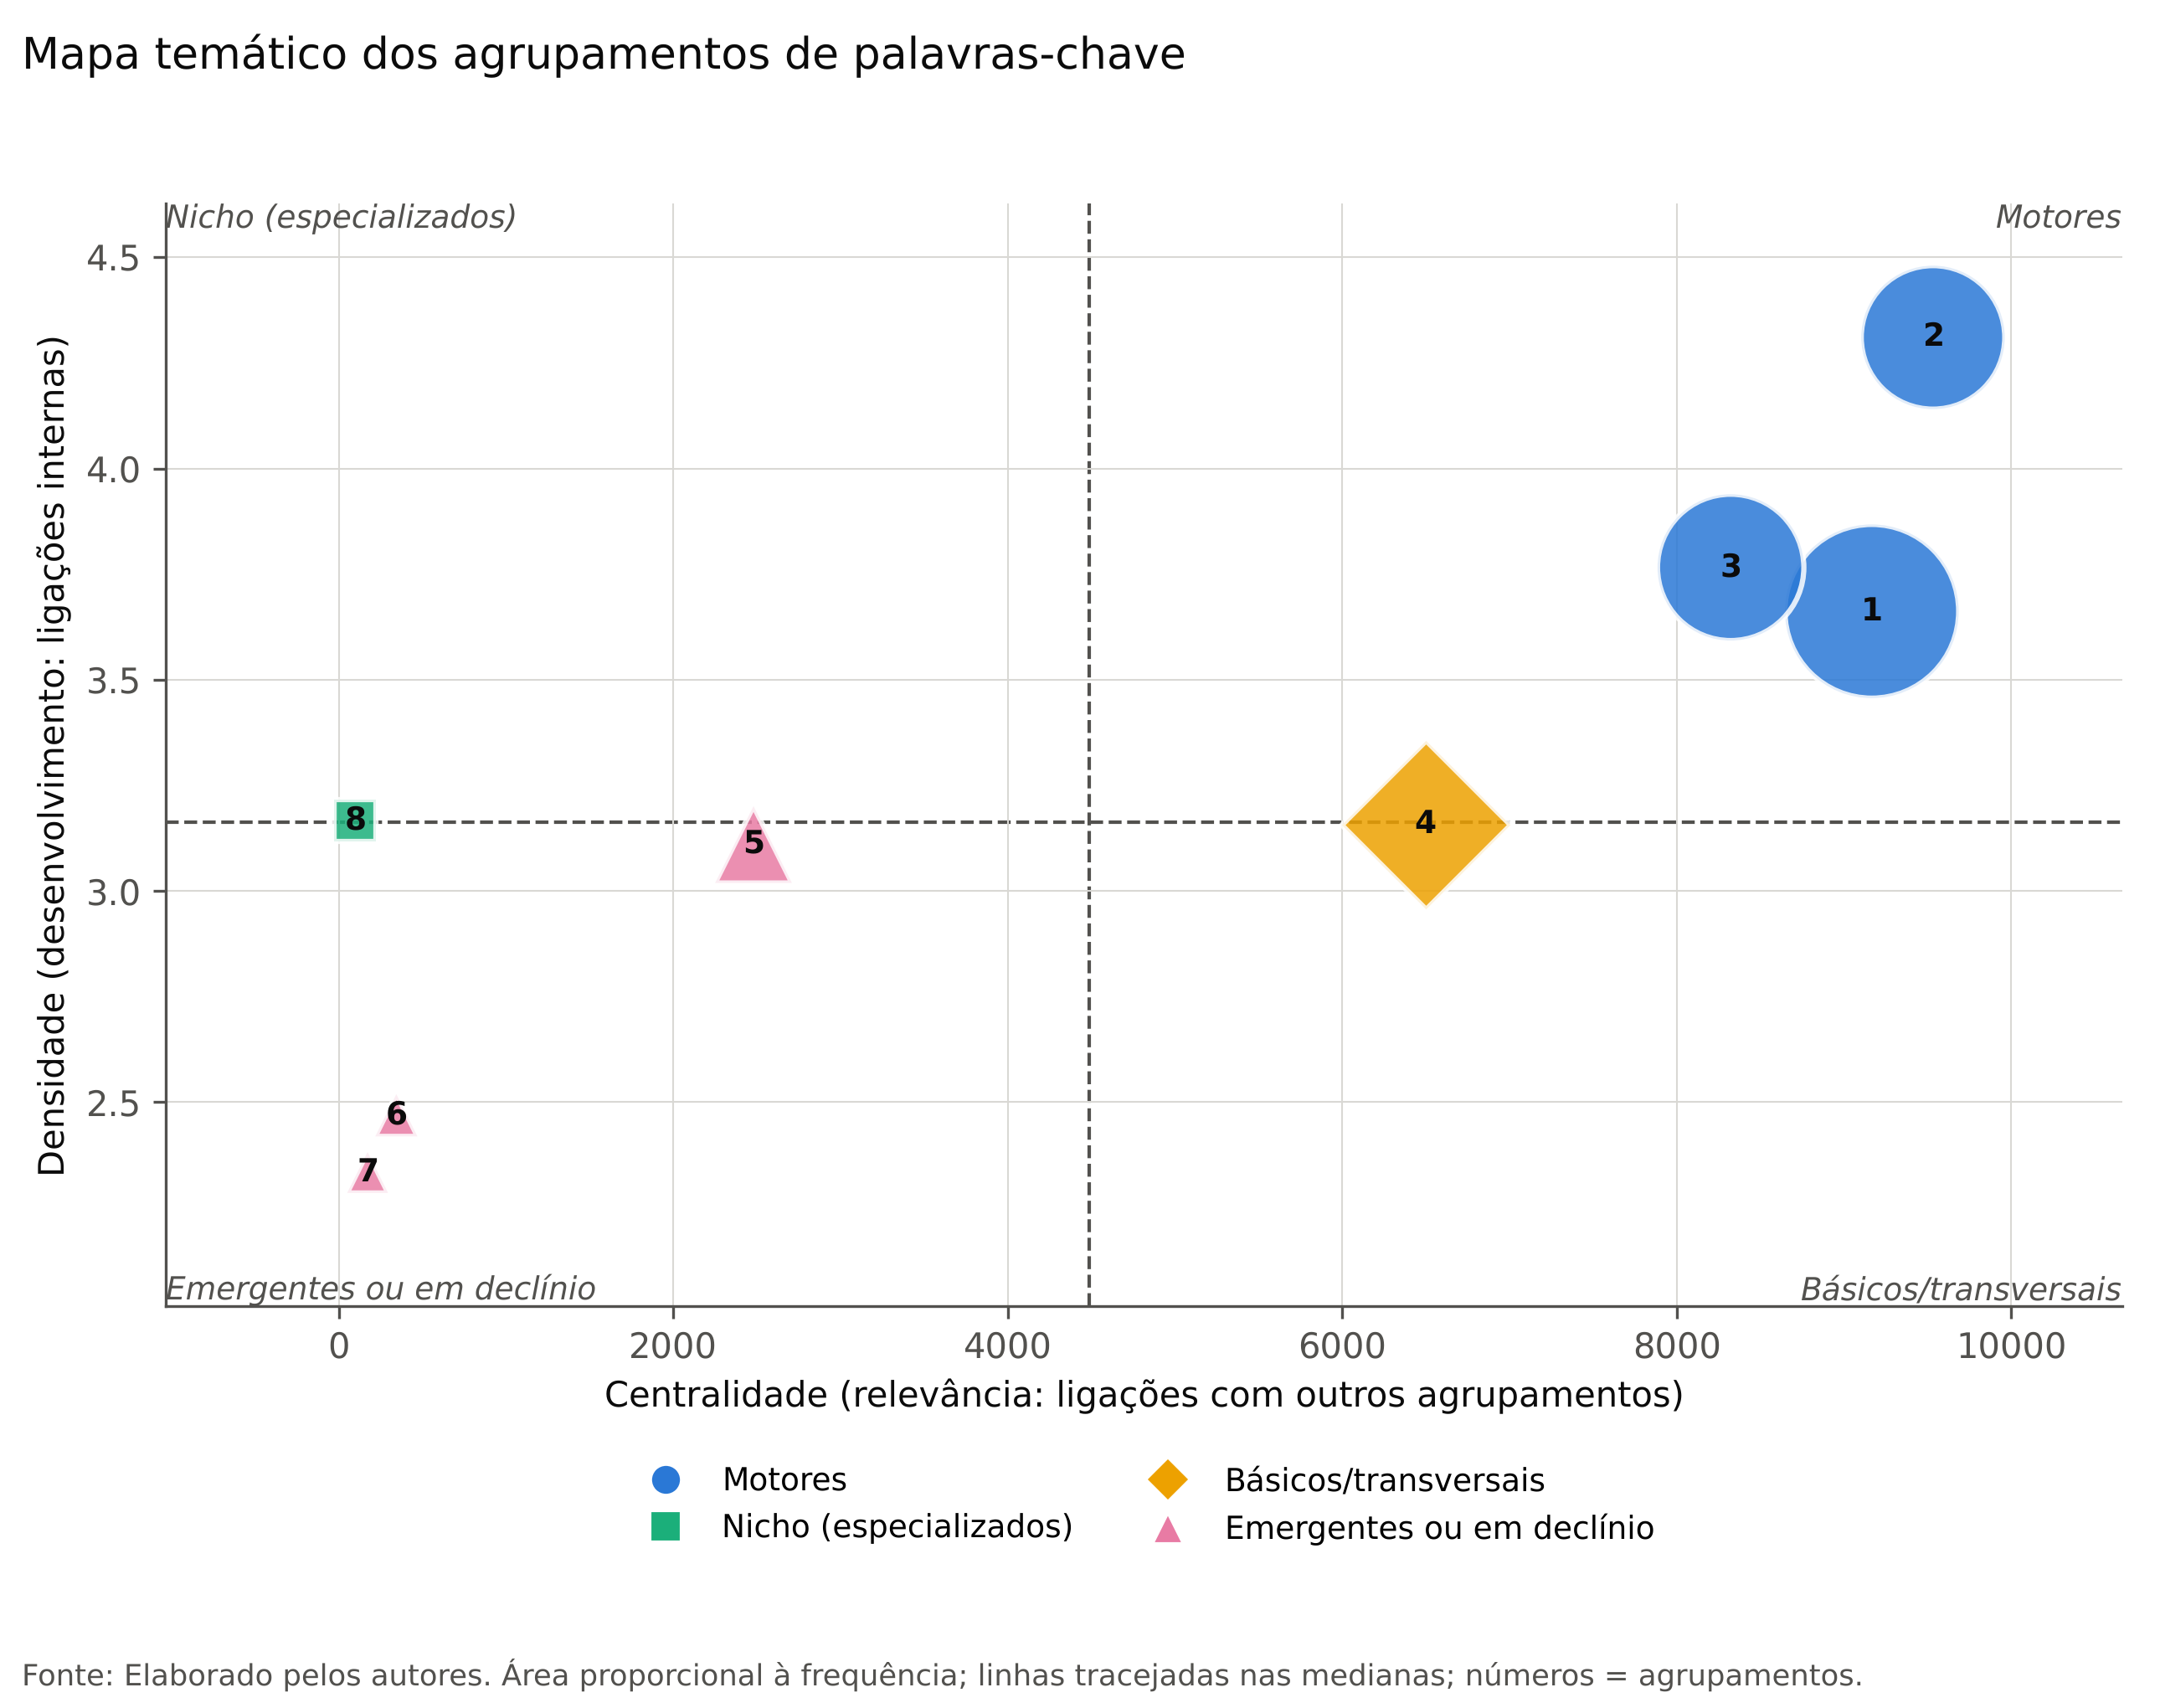 Mapa temático dos agrupamentos de palavras-chave
Nicho (especializados)
Motores
4.5
4.0
3.5
3.0
2.5
Densidade (desenvolvimento: ligações internas)
2
3
1
8
5
4
6
7
Emergentes ou em declínio
Básicos/transversais
0 2000 4000 6000 8000 10000
Centralidade (relevância: ligações com outros agrupamentos)
Motores
Nicho (especializados)
Básicos/transversais
Emergentes ou em declínio
Fonte: Elaborado pelos autores. Área proporcional à frequência; linhas tracejadas nas medianas; números = agrupamentos.